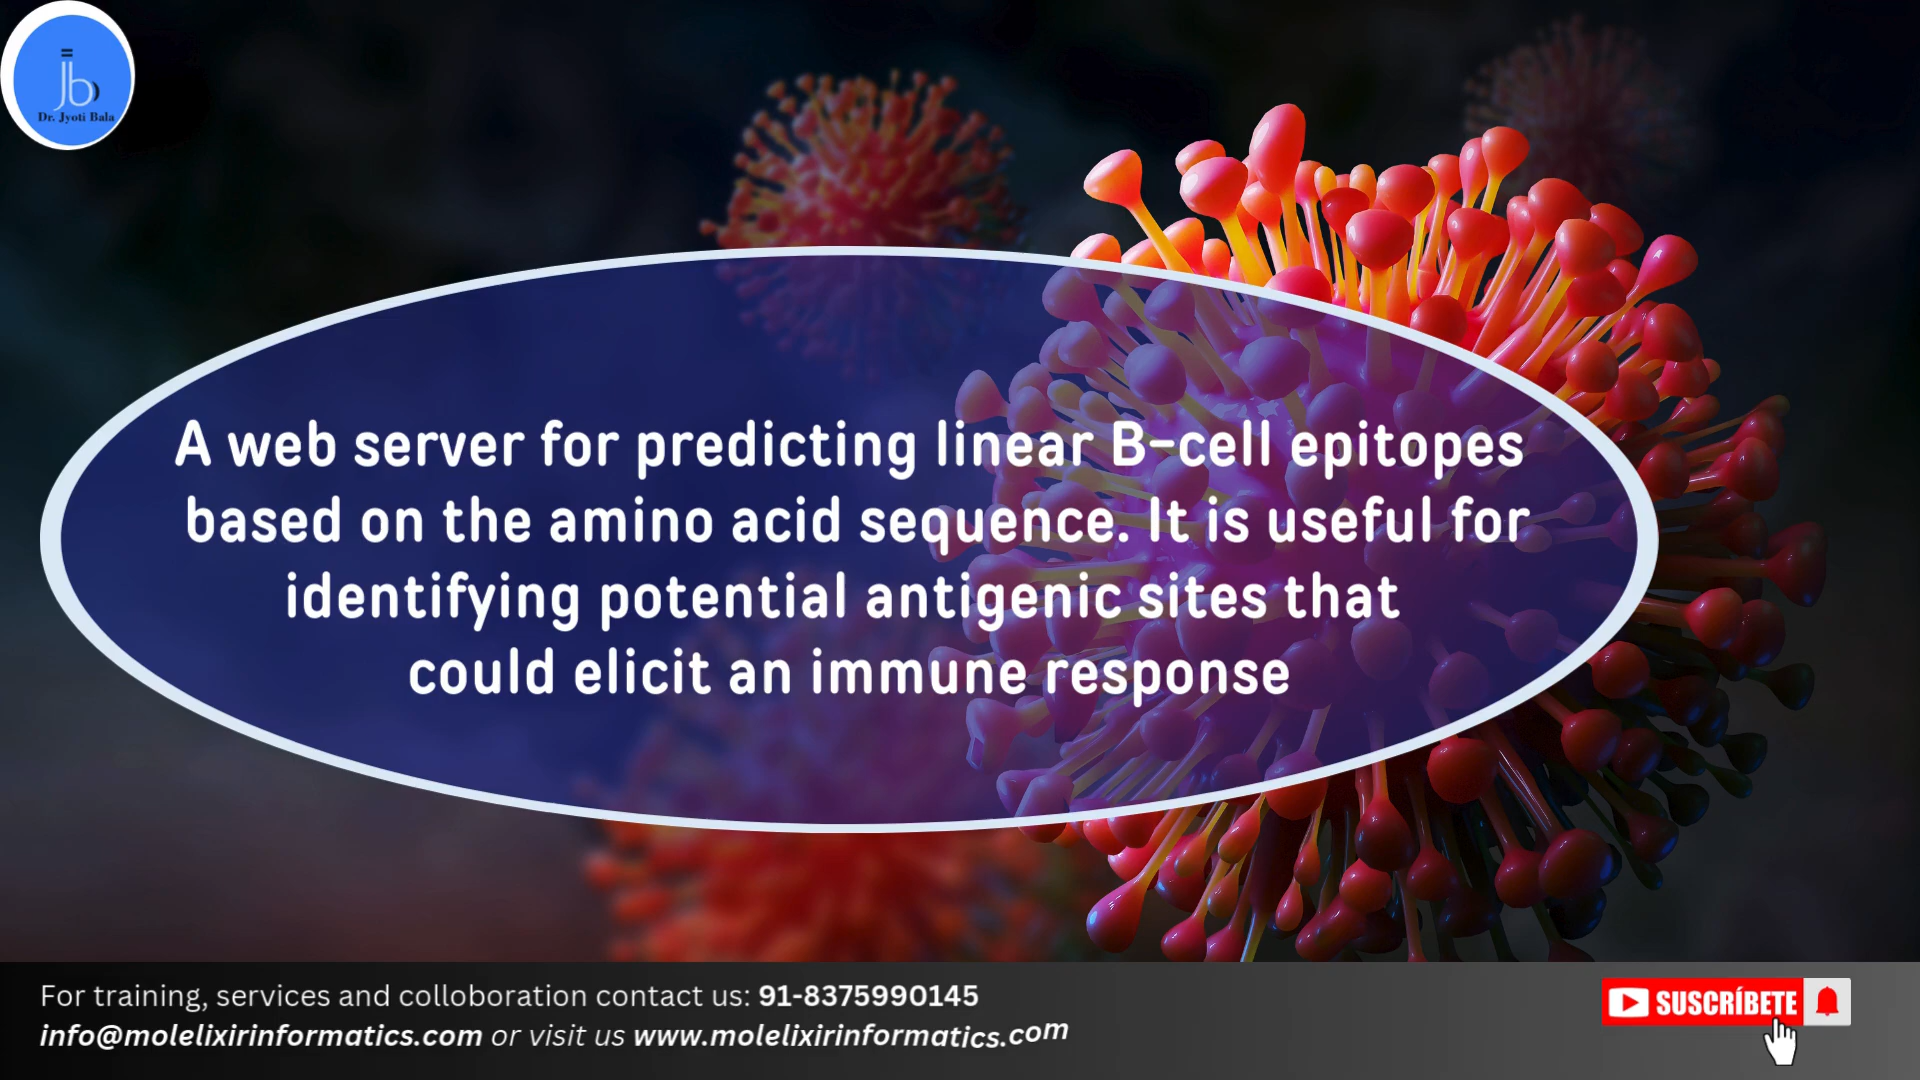 Dr. Jyoti Bala
A web server for predicting linear B-cell epitopes
based on the amino acid sequence. It is useful for
identifying potential antigenic sites that
could elicit an immune response
For training, services and colloboration contact us: 91-8375990145
info@molelixirinformatics.com or visit us www.molelixirinformatics.com
SUSCRÍBETE